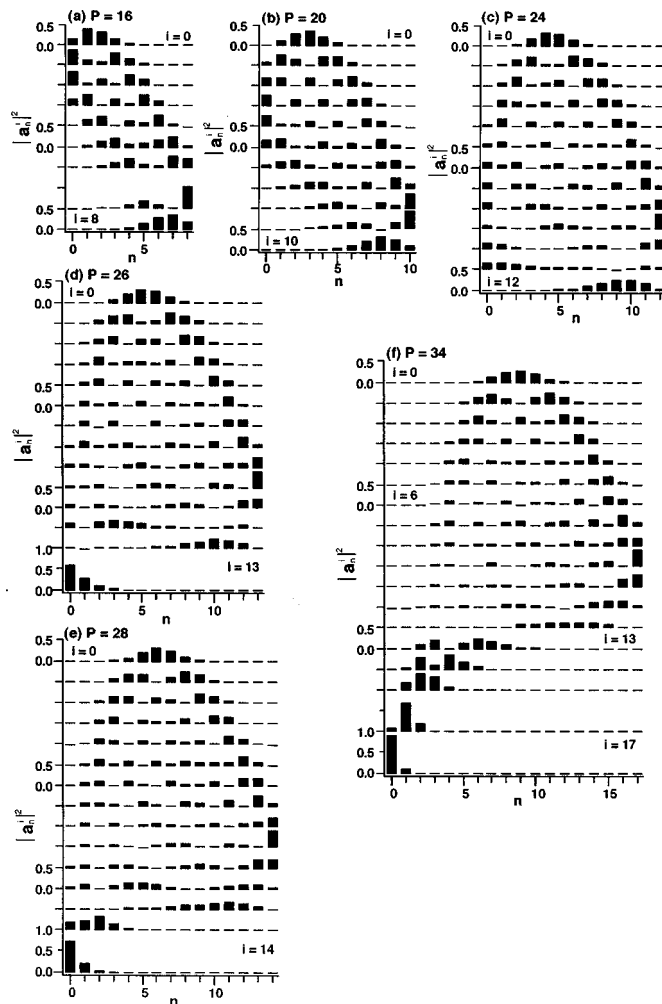 (a) P = 16
i = 0
0.5
0.0
0.5
0.0
0.5
i = 8
0.0
0
5
n
|a_n^i|^2
(b) P = 20
i = 0
0.5
0.0
0.5
0.0
0.5
i = 10
0.0
0
5
10
n
|a_n^i|^2
(c) P = 24
i = 0
0.5
0.0
0.5
0.0
0.5
i = 12
0.0
0
5
10
n
|a_n^i|^2
(d) P = 26
i = 0
0.5
0.0
0.5
0.0
0.5
0.0
1.0
i = 13
0.5
0.0
0
5
10
n
|a_n^i|^2
(e) P = 28
i = 0
0.5
0.0
0.5
0.0
0.5
0.0
1.0
i = 14
0.5
0.0
0
5
10
n
|a_n^i|^2
(f) P = 34
i = 0
0.5
0.0
0.5
i = 6
0.0
i = 13
0.5
0.0
1.0
i = 17
0.5
0.0
0
5
10
15
n
|a_n^i|^2